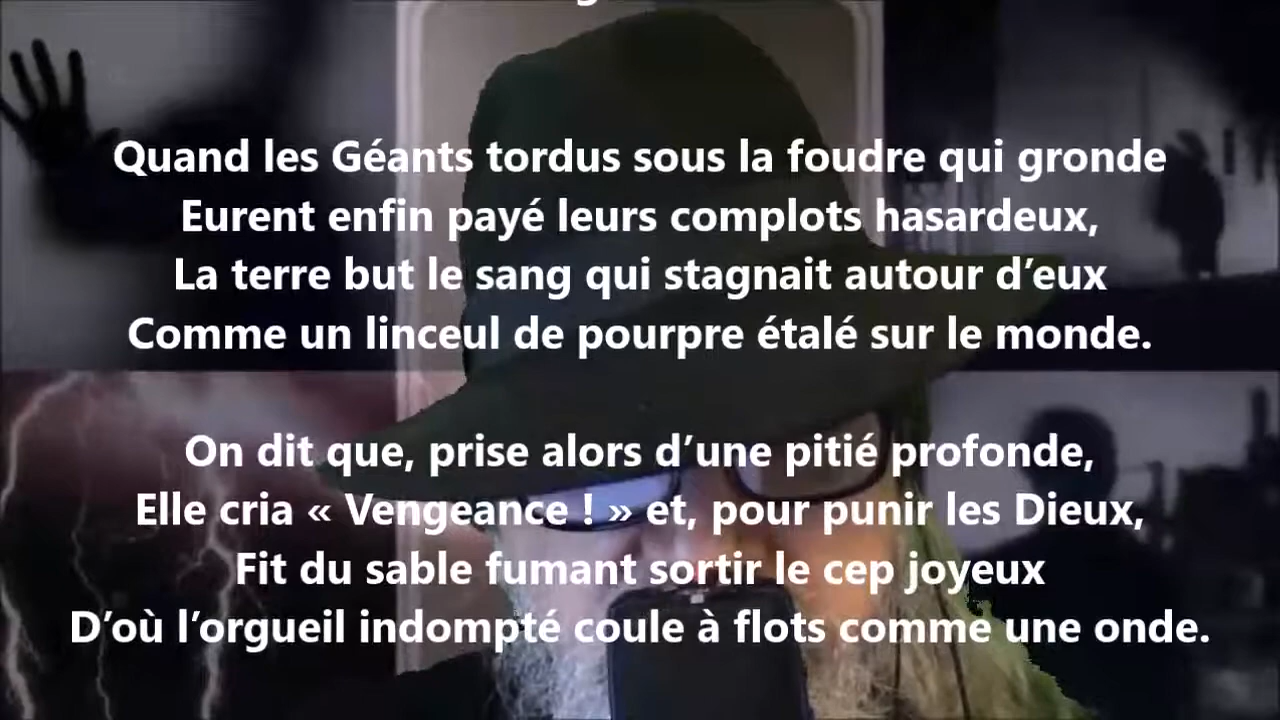 Quand les Géants tordus sous la foudre qui gronde
Eurent enfin payé leurs complots hasardeux,
La terre but le sang qui stagnait autour d’eux
Comme un linceul de pourpre étalé sur le monde.
On dit que, prise alors d’une pitié profonde,
Elle cria « Vengeance ! » et, pour punir les Dieux,
Fit du sable fumant sortir le cep joyeux
D’où l’orgueil indompté coule à flots comme une onde.